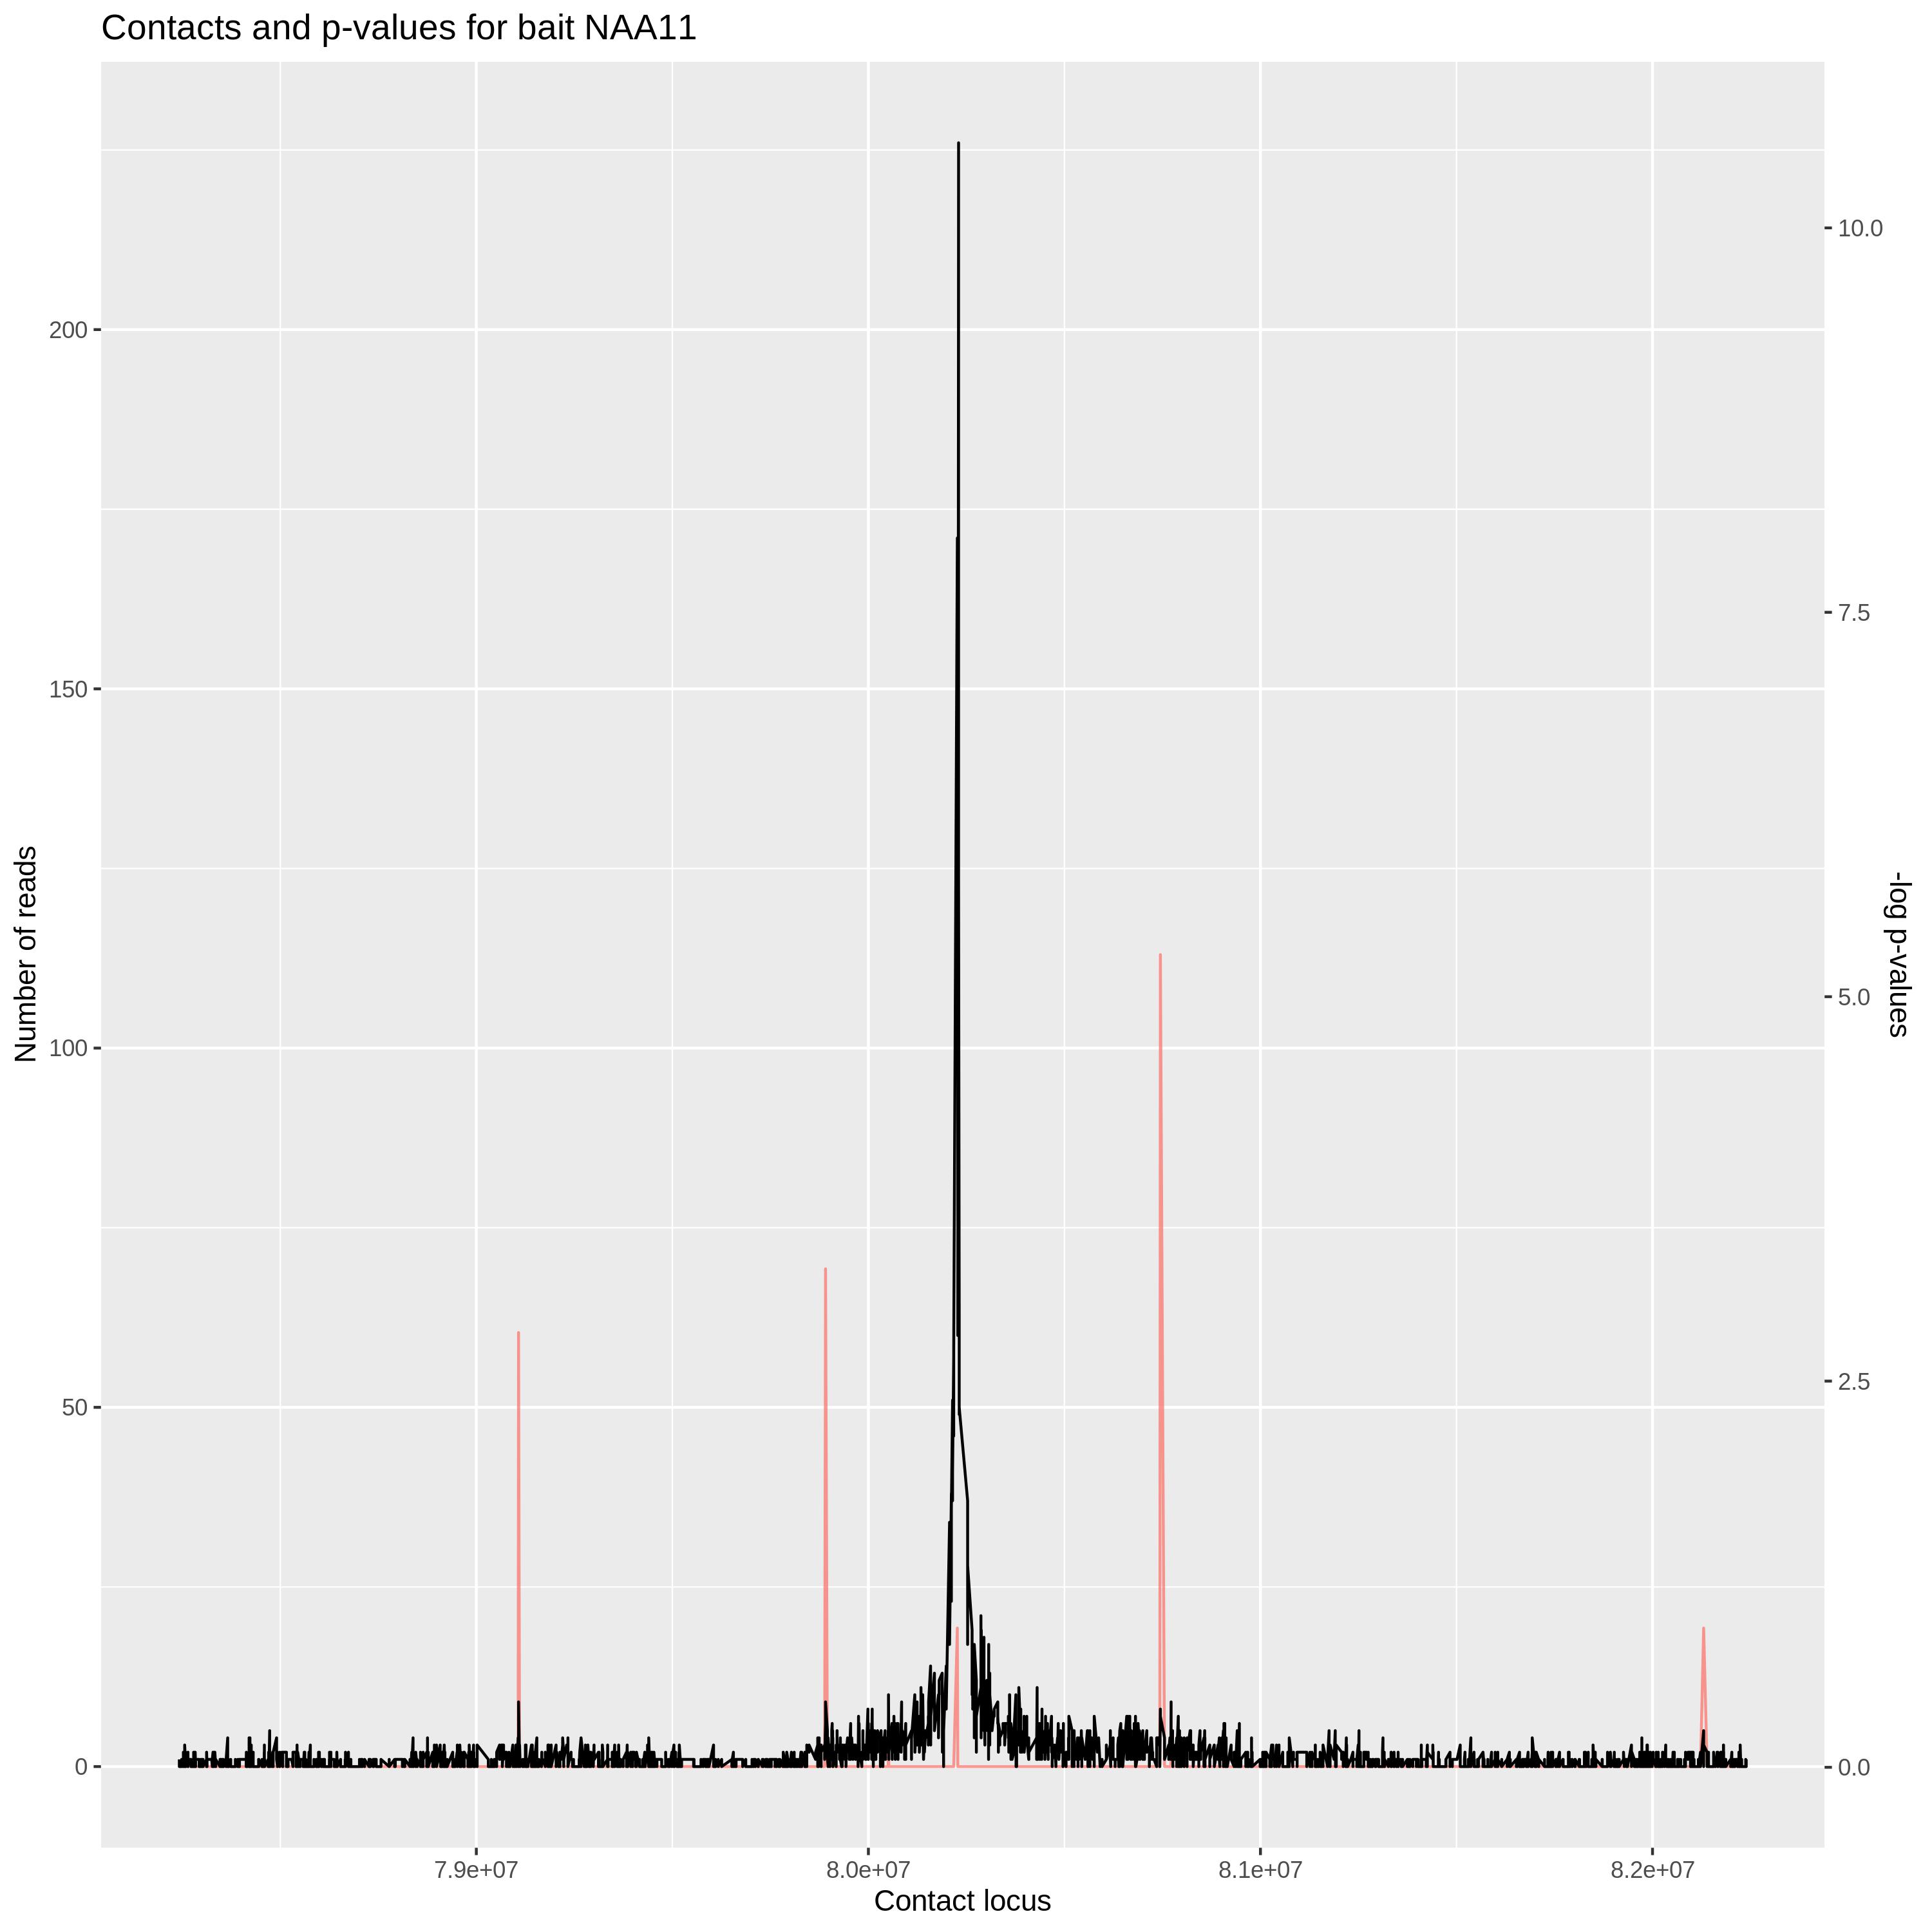 Contacts and p-values for bait NAA11
Number of reads
200
150
100
50
0
10.0
7.5
5.0
2.5
0.0
-log p-values
7.9e+07
8.0e+07
8.1e+07
8.2e+07
Contact locus